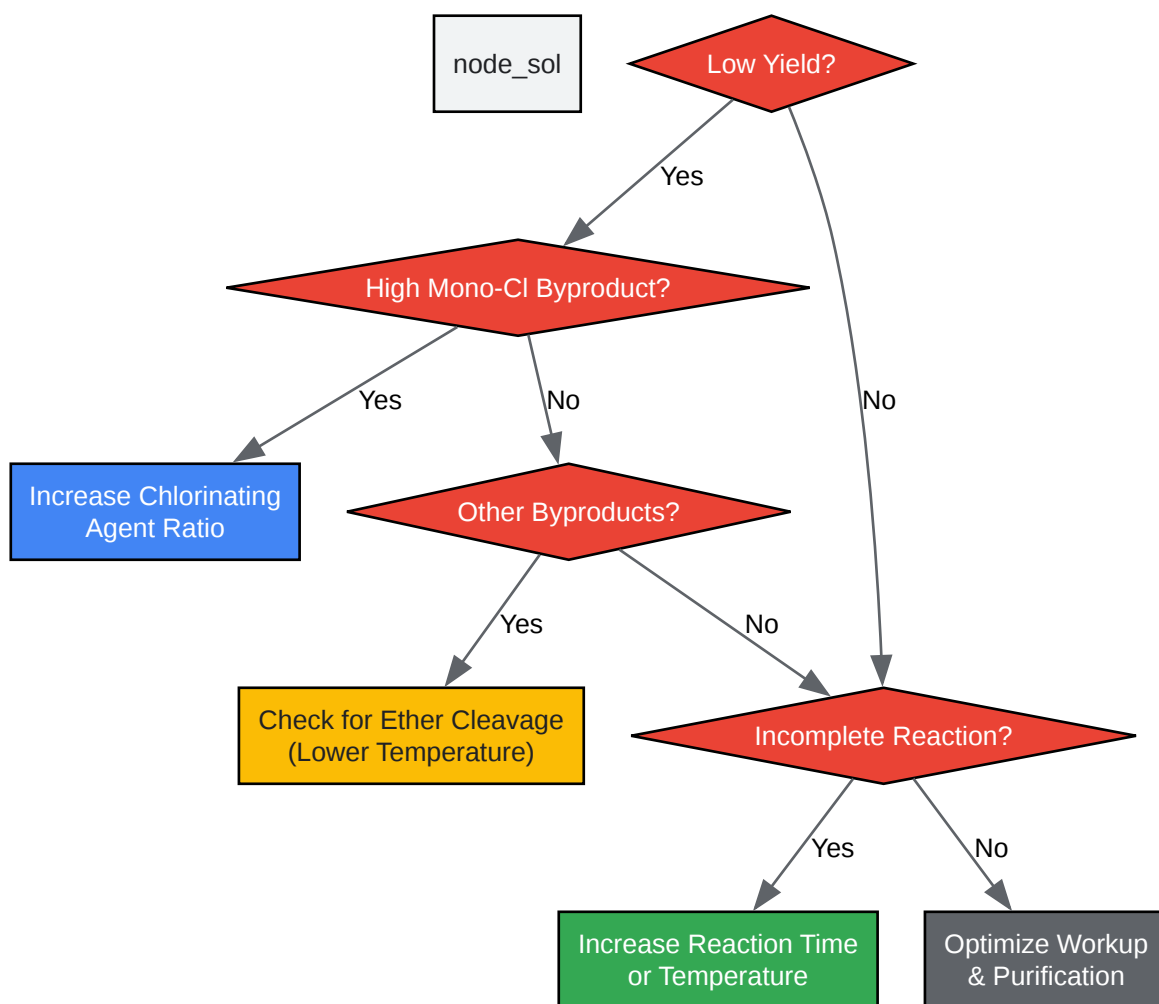 node_sol
Low Yield?
Yes
High Mono-Cl Byproduct?
Yes
No
No
Increase Chlorinating
Agent Ratio
Other Byproducts?
Yes
No
Check for Ether Cleavage
(Lower Temperature)
Incomplete Reaction?
Yes
No
Increase Reaction Time
or Temperature
Optimize Workup
& Purification